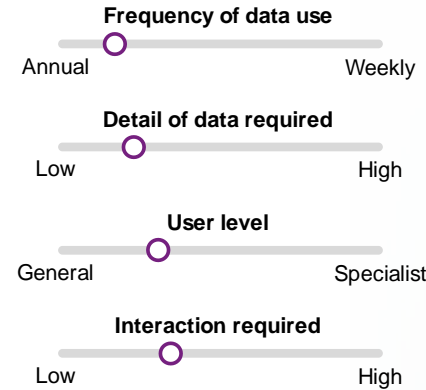 Frequency of data use
Annual Weekly
Detail of data required
Low High
User level
General Specialist
Interaction required
Low High